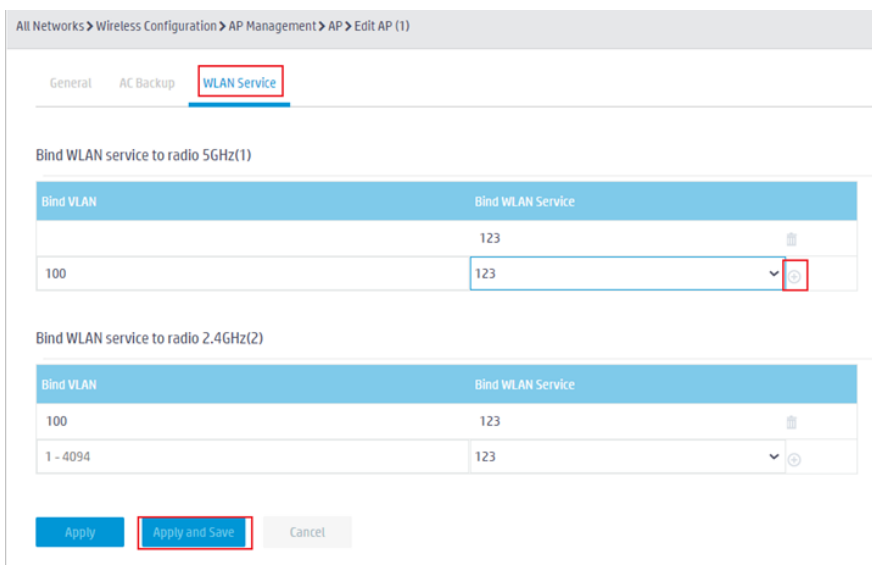 All Networks > Wireless Configuration > AP Management > AP > Edit AP (1)
General AC Backup WLAN Service
Bind WLAN service to radio 5GHz(1)
Bind VLAN Bind WLAN Service
123
100 123
Bind WLAN service to radio 2.4GHz(2)
Bind VLAN Bind WLAN Service
100 123
1 - 4094 123
Apply Apply and Save Cancel